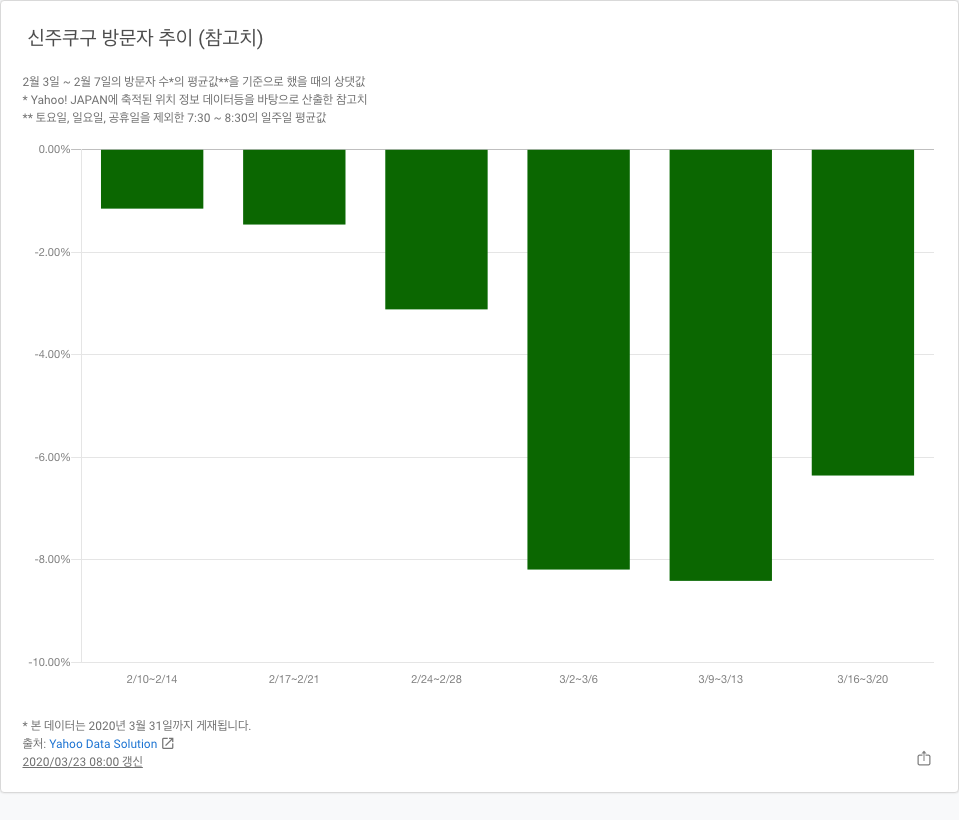 신주쿠구 방문자 추이 (참고치)
2월 3일 ~ 2월 7일의 방문자 수*의 평균값**을 기준으로 했을 때의 상댓값
* Yahoo! JAPAN에 축적된 위치 정보 데이터등을 바탕으로 산출한 참고치
** 토요일, 일요일, 공휴일을 제외한 7:30 ~ 8:30의 일주일 평균값
0.00%
-2.00%
-4.00%
-6.00%
-8.00%
-10.00%
2/10~2/14 2/17~2/21 2/24~2/28 3/2~3/6 3/9~3/13 3/16~3/20
* 본 데이터는 2020년 3월 31일까지 게재됩니다.
출처: Yahoo Data Solution
2020/03/23 08:00 갱신